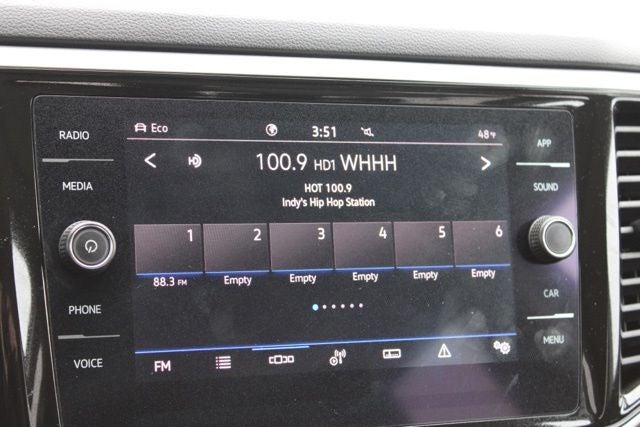 RADIO
MEDIA
PHONE
VOICE
Eco
3:51
48°F
100.9 HD1 WHHH
HOT 100.9
Indy's Hip Hop Station
1 2 3 4 5 6
88.3 FM Empty Empty Empty Empty Empty
FM
APP
SOUND
CAR
MENU